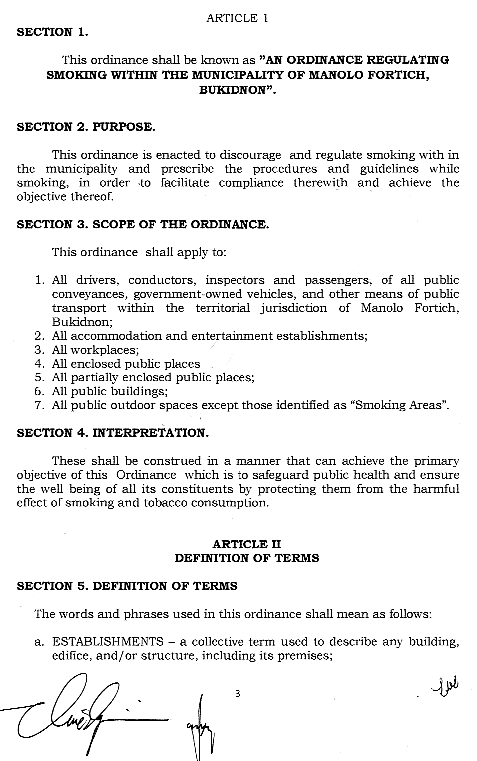 ARTICLE 1
SECTION 1.
This ordinance shall be known as "AN ORDINANCE REGULATING
SMOKING WITHIN THE MUNICIPALITY OF MANOLO FORTICH,
BUKIDNON".
SECTION 2. PURPOSE.
This ordinance is enacted to discourage and regulate smoking with in
the municipality and prescribe the procedures and guidelines while
smoking, in order to facilitate compliance therewith and achieve the
objective thereof.
SECTION 3. SCOPE OF THE ORDINANCE.
This ordinance shall apply to:
1. All drivers, conductors, inspectors and passengers, of all public
conveyances, government-owned vehicles, and other means of public
transport within the territorial jurisdiction of Manolo Fortich,
Bukidnon;
2. All accommodation and entertainment establishments;
3. All workplaces;
4. All enclosed public places
5. All partially enclosed public places;
6. All public buildings;
7. All public outdoor spaces except those identified as "Smoking Areas".
SECTION 4. INTERPRETATION.
These shall be construed in a manner that can achieve the primary
objective of this Ordinance which is to safeguard public health and ensure
the well being of all its constituents by protecting them from the harmful
effect of smoking and tobacco consumption.
ARTICLE II
DEFINITION OF TERMS
SECTION 5. DEFINITION OF TERMS
The words and phrases used in this ordinance shall mean as follows:
a. ESTABLISHMENTS – a collective term used to describe any building,
edifice, and/or structure, including its premises;
3